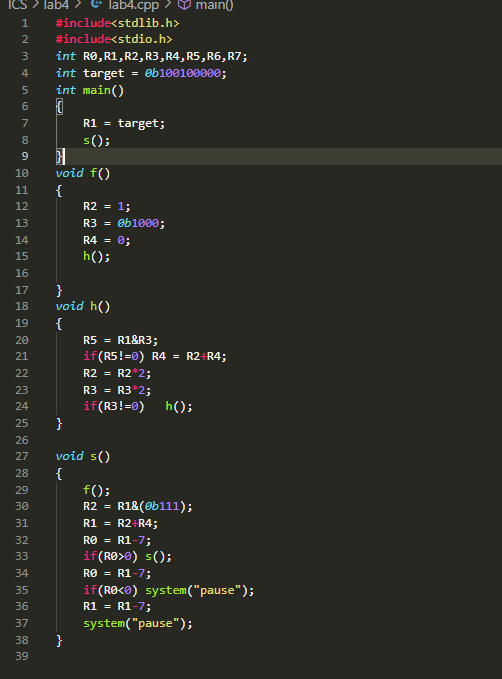 ICS > lab4 > lab4.cpp > main()
1 #include<stdlib.h>
2 #include<stdio.h>
3 int R0,R1,R2,R3,R4,R5,R6,R7;
4 int target = 0b100100000;
5 int main()
6 {
7 R1 = target;
8 s();
9 }
10 void f()
11 {
12 R2 = 1;
13 R3 = 0b1000;
14 R4 = 0;
15 h();
16
17 }
18 void h()
19 {
20 R5 = R1&R3;
21 if(R5!=0) R4 = R2+R4;
22 R2 = R2*2;
23 R3 = R3*2;
24 if(R3!=0) h();
25 }
26
27 void s()
28 {
29 f();
30 R2 = R1&(0b111);
31 R1 = R2+R4;
32 R0 = R1-7;
33 if(R0>0) s();
34 R0 = R1-7;
35 if(R0<0) system("pause");
36 R1 = R1-7;
37 system("pause");
38 }
39